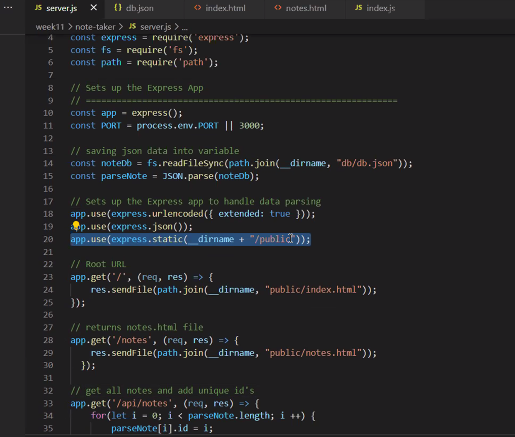 server.js db.json index.html notes.html index.js
week11 > note-taker > server.js > ...
4 const express = require('express');
5 const fs = require('fs');
6 const path = require('path');
7
8 // Sets up the Express App
9 // =============================================================
10 const app = express();
11 const PORT = process.env.PORT || 3000;
12
13 // saving json data into variable
14 const noteDb = fs.readFileSync(path.join(__dirname, "db/db.json"));
15 const parseNote = JSON.parse(noteDb);
16
17 // Sets up the Express app to handle data parsing
18 app.use(express.urlencoded({ extended: true }));
19 app.use(express.json());
20 app.use(express.static(__dirname + "/public"));
21
22 // Root URL
23 app.get('/', (req, res) => {
24 res.sendFile(path.join(__dirname, "public/index.html"));
25 });
26
27 // returns notes.html file
28 app.get('/notes', (req, res) => {
29 res.sendFile(path.join(__dirname, "public/notes.html"));
30 });
31
32 // get all notes and add unique id's
33 app.get('/api/notes', (req, res) => {
34 for(let i = 0; i < parseNote.length; i ++) {
35 parseNote[i].id = i;